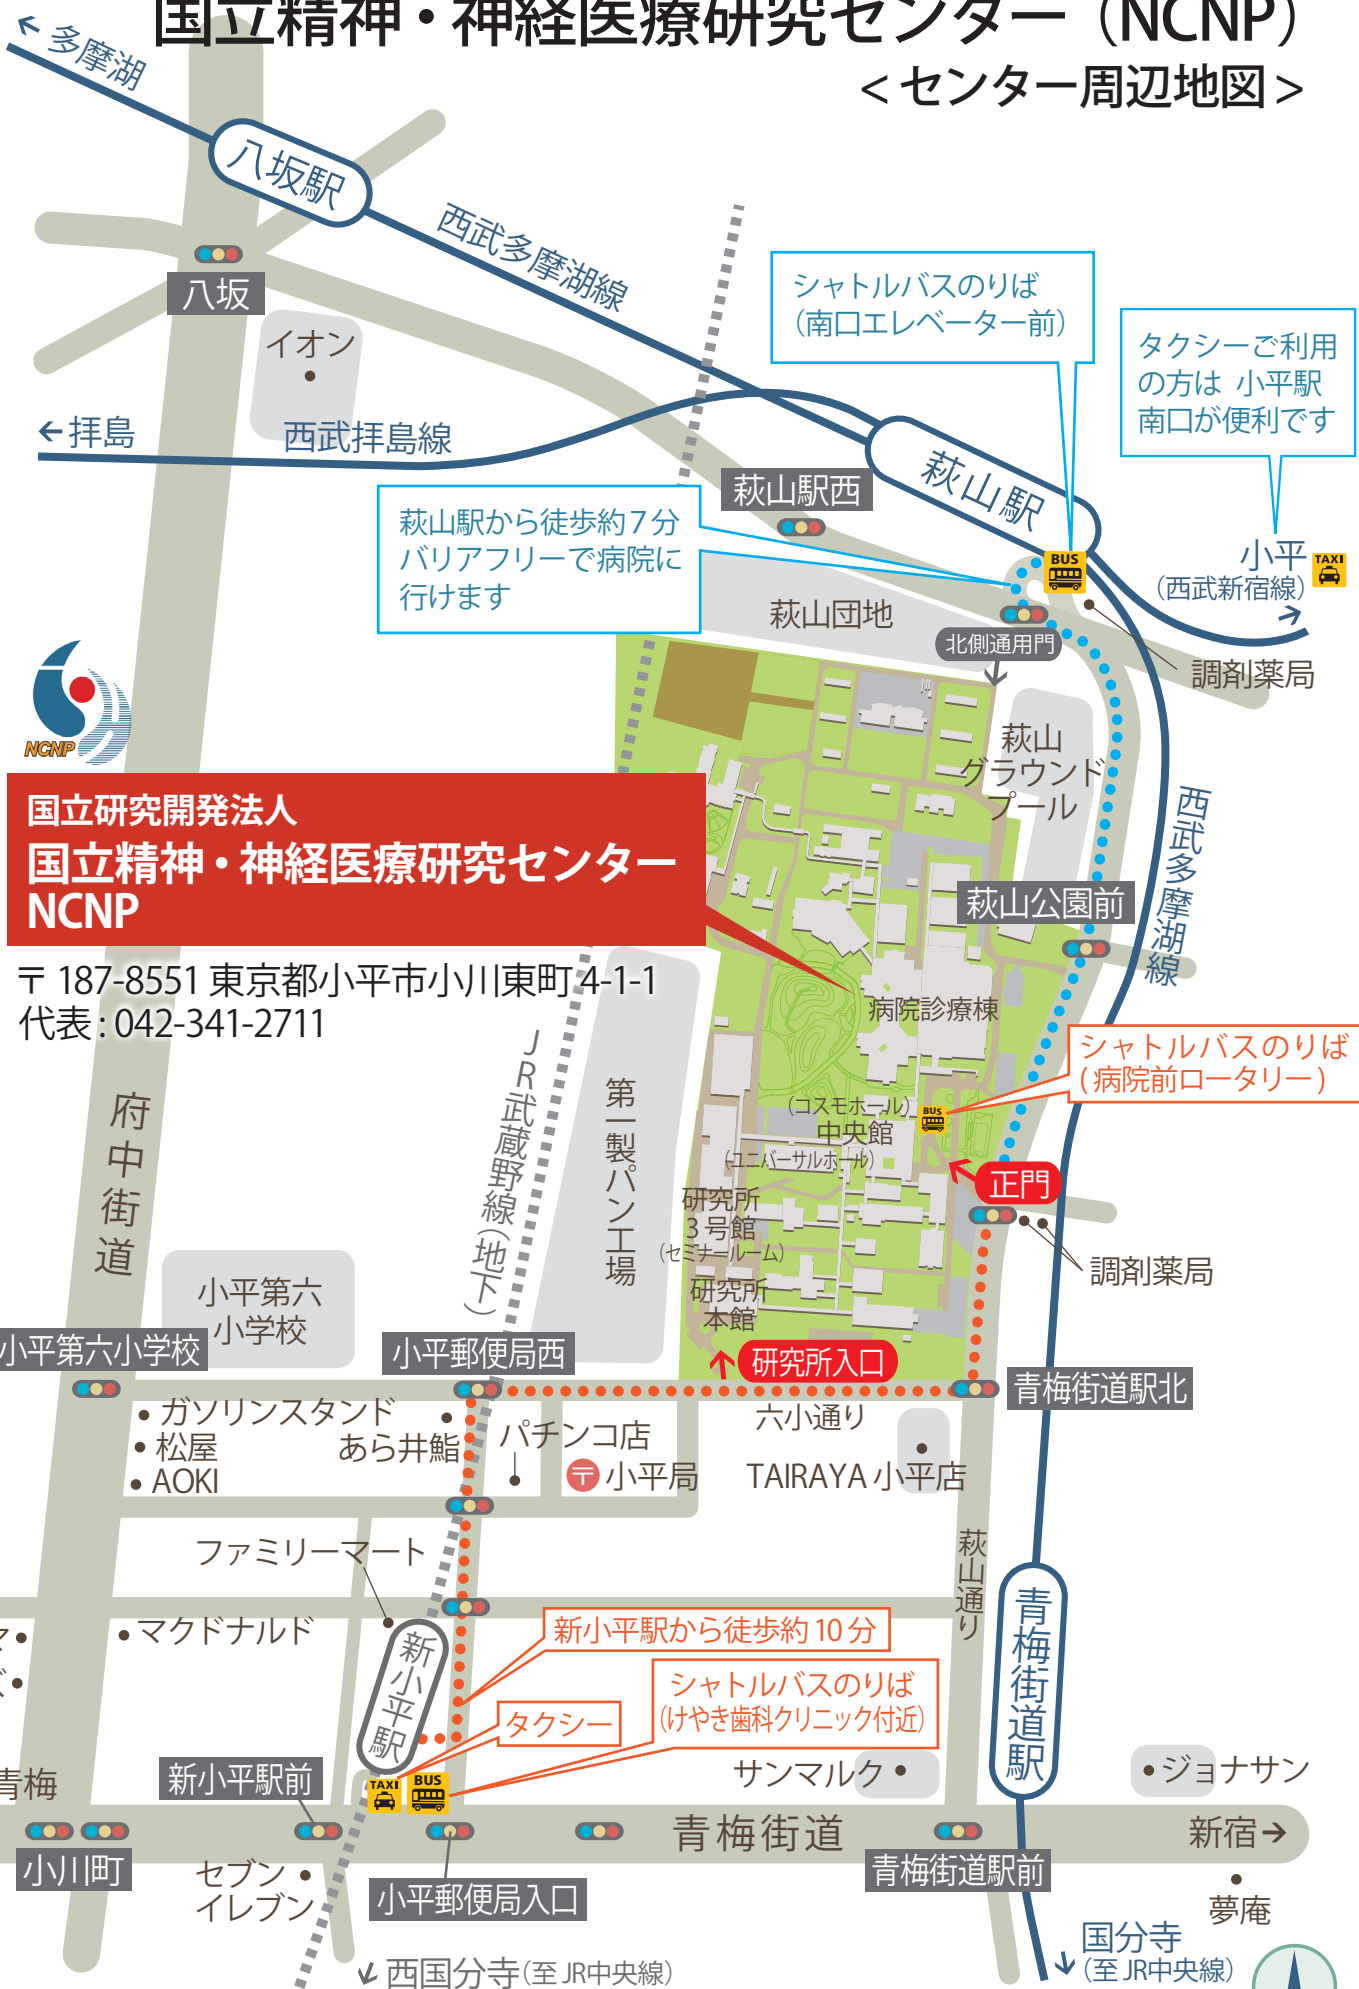 国立精神・神経医療研究センター（NCNP）
＜センター周辺地図＞
多摩湖
八坂駅
西武多摩湖線
八坂
イオン
シャトルバスのりば
（南口エレベーター前）
タクシーご利用
の方は 小平駅
南口が便利です
←拝島
西武拝島線
萩山駅西
萩山駅
萩山駅から徒歩約7分
バリアフリーで病院に
行けます
BUS
小平
（西武新宿線）
TAXI
萩山団地
北側通用門
調剤薬局
NCNP
萩山
グラウンド
プール
西武多摩湖線
国立研究開発法人
国立精神・神経医療研究センター
NCNP
萩山公園前
〒187-8551 東京都小平市小川東町 4-1-1
代表 : 042-341-2711
病院診療棟
シャトルバスのりば
( 病院前ロータリー )
JR武蔵野線（地下）
第一製パン工場
（コスモホール）
BUS
中央館
（ユニバーサルホール）
府中街道
正門
研究所
3号館
（セミナールーム）
調剤薬局
小平第六
小学校
研究所
本館
小平第六小学校
小平郵便局西
研究所入口
青梅街道駅北
ガソリンスタンド
松屋
AOKI
あら井鮨
パチンコ店
〒小平局
六小通り
TAIRAYA 小平店
ファミリーマート
萩山通り
マクドナルド
新小平駅
新小平駅から徒歩約 10 分
青梅街道駅
シャトルバスのりば
（けやき歯科クリニック付近）
タクシー
サンマルク
ジョナサン
青梅
新小平駅前
TAXI
BUS
青梅街道
新宿→
小川町
セブン
イレブン
小平郵便局入口
青梅街道駅前
夢庵
西国分寺（至 JR中央線）
国分寺
（至 JR中央線）